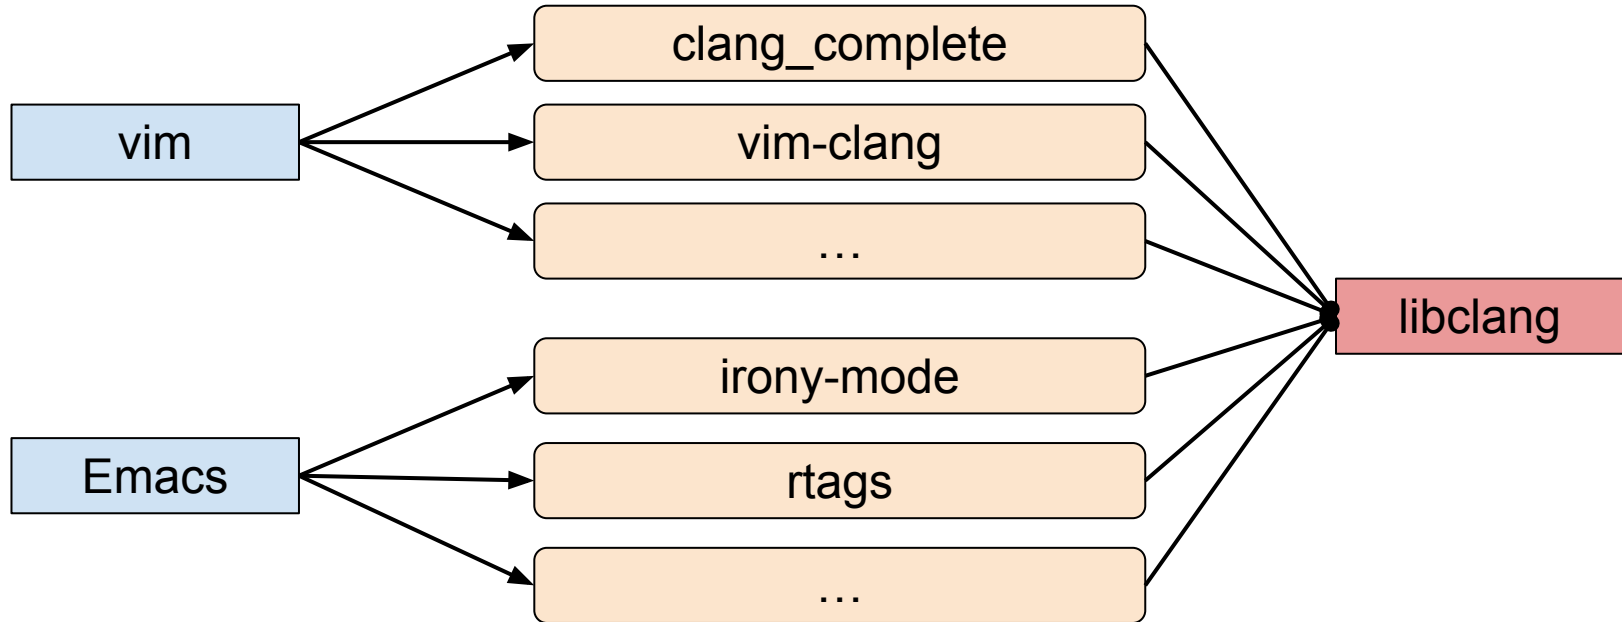 clang_complete
vim
vim-clang
…
libclang
irony-mode
Emacs
rtags
…